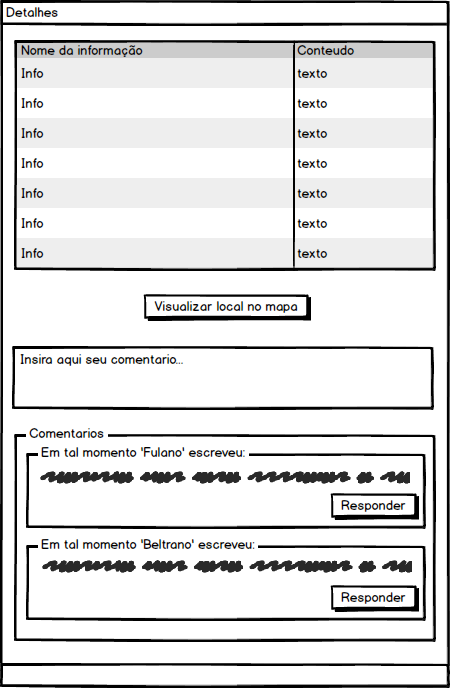 Detalhes
Nome da informação Conteudo
Info texto
Info texto
Info texto
Info texto
Info texto
Info texto
Info texto
Visualizar local no mapa
Insira aqui seu comentario...
Comentarios
Em tal momento 'Fulano' escreveu:
Responder
Em tal momento 'Beltrano' escreveu:
Responder